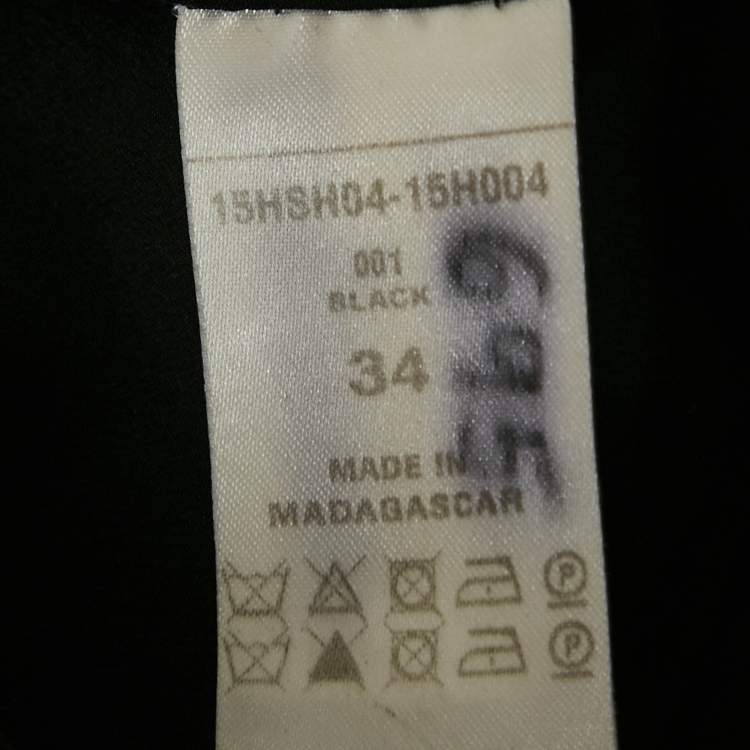 15HSH04-15H004
001
BLACK
34
MADE IN
MADAGASCAR
P
P